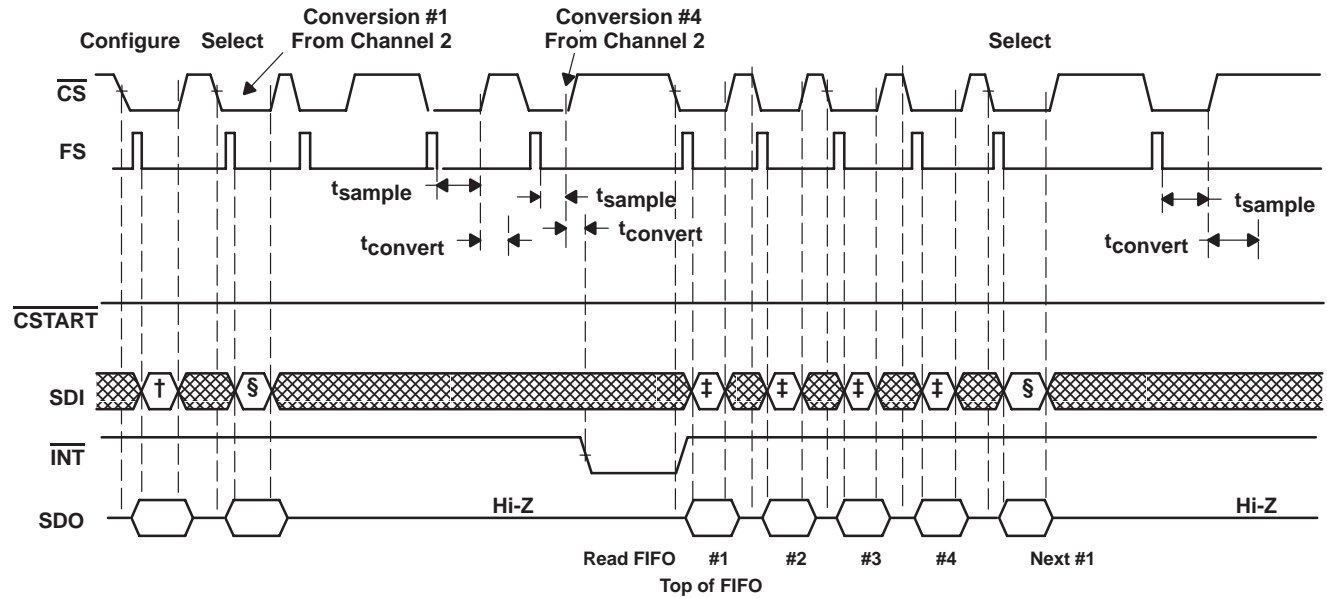 Conversion #1
From Channel 2
Conversion #4
From Channel 2
Configure
Select
Select
CS
FS
tsample
tsample
tconvert
tconvert
tsample
tconvert
CSTART
SDI
†
§
‡
‡
‡
‡
§
INT
Hi-Z
Hi-Z
SDO
Read FIFO
#1
#2
#3
#4
Next #1
Top of FIFO